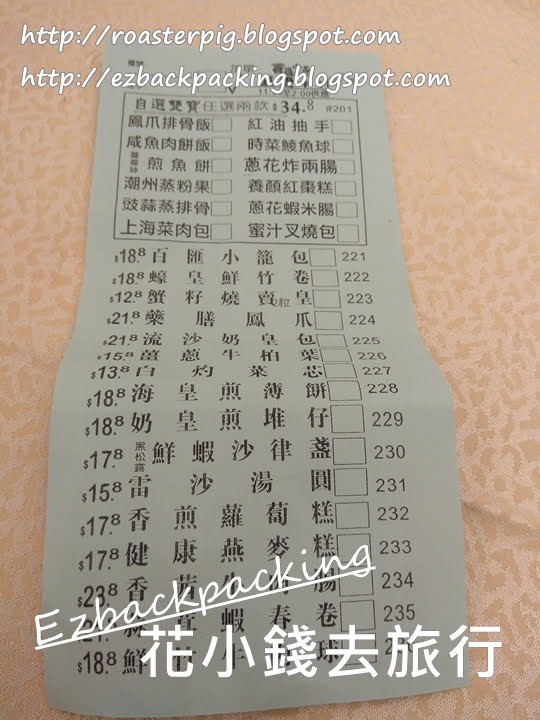 http://roasterpig.blogspot.com
http://ezbackpacking.blogspot.com
自選雙寶任選兩款$34.8 #201
鳳爪排骨飯 紅油抽手
咸魚肉餅飯 時菜鯪魚球
煎魚餅 蔥花炸兩腸
潮州蒸粉果 養顏紅棗糕
豉蒜蒸排骨 蔥花蝦米腸
上海菜肉包 蜜汁叉燒包
$18.8 百匯小籠包 221
$18.8 蠔皇鮮竹卷 222
$12.8 蟹籽燒賣皇 223
$21.8 藥膳鳳爪 224
$21.8 流沙奶皇包 225
$15.8 薑蔥牛柏葉 226
$13.8 白灼菜芯 227
$18.8 海皇煎薄餅 228
$18.8 奶皇煎堆仔 229
$17.8 黑松露 鮮蝦沙律盞 230
$15.8 雷沙湯圓 231
$17.8 香煎蘿蔔糕 232
$17.8 健康燕麥糕 233
$23.8 香 腸 234
蝦春卷 235
$18.8 鮮竹牛 球
Ezbackpacking
花小錢去旅行